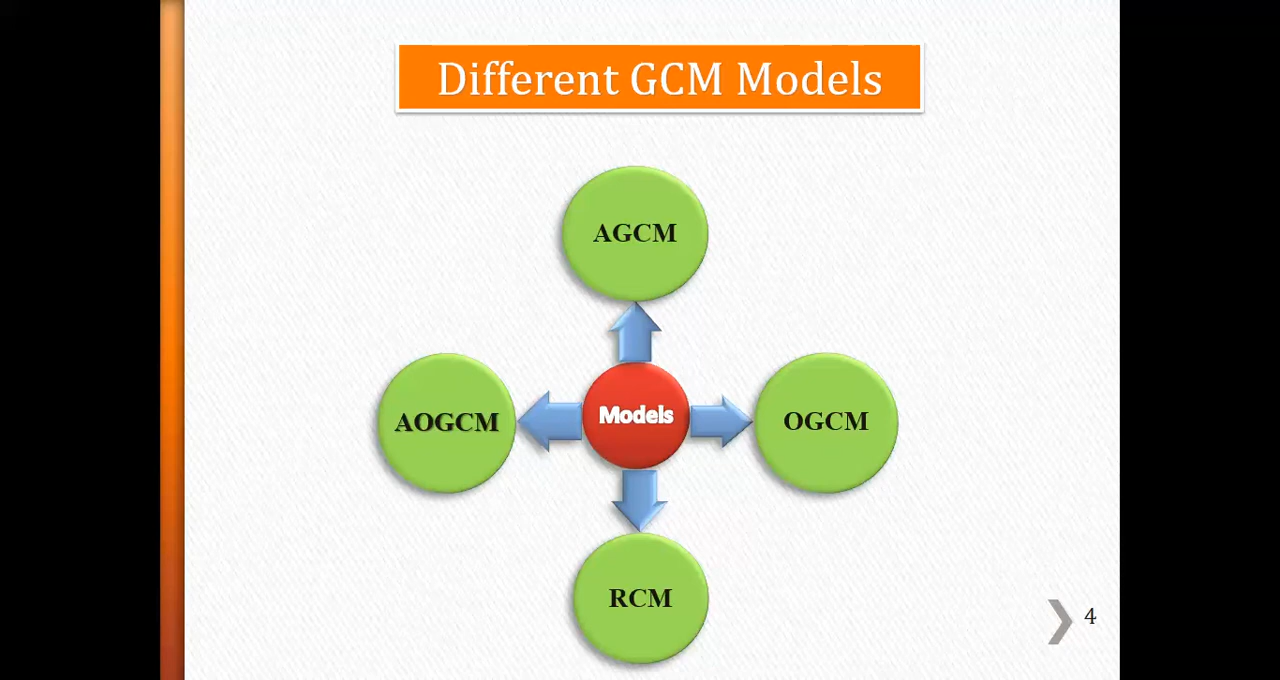 Different GCM Models
AGCM
AOGCM
Models
OGCM
RCM
4